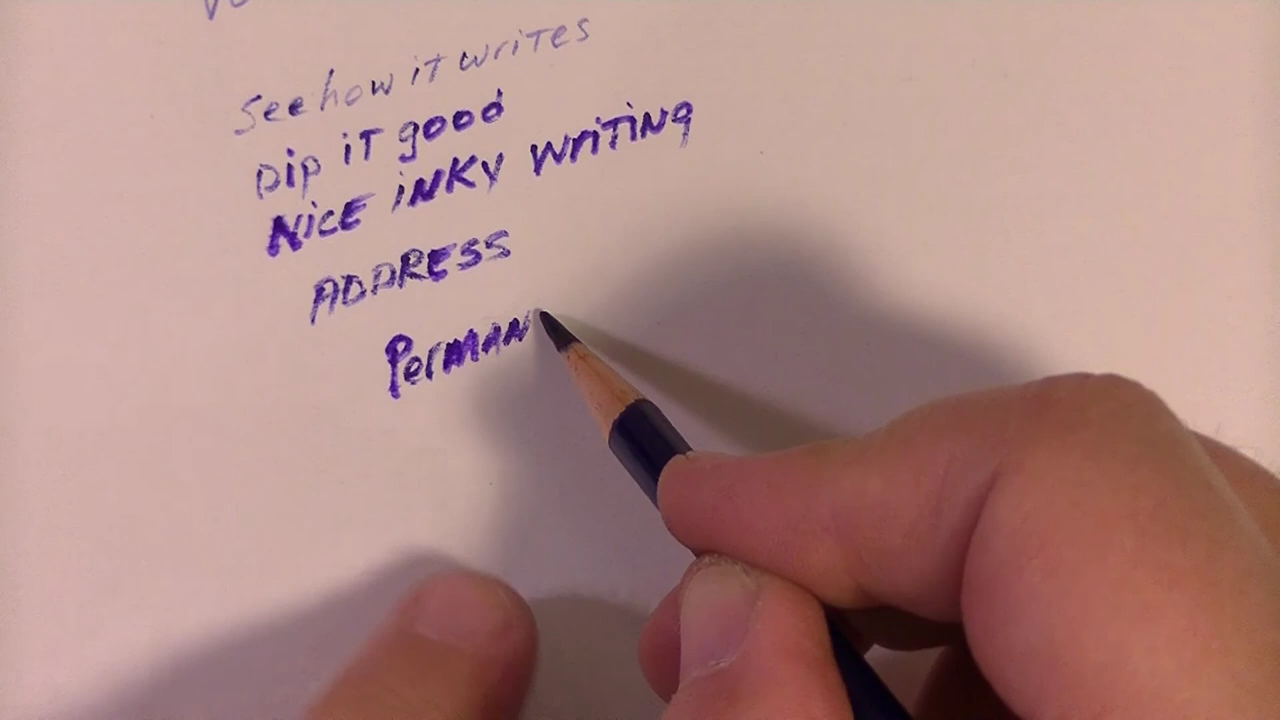 See how it writes
Dip it good
NicE iNKy WriTiNg
ADDRESS
PerMAN